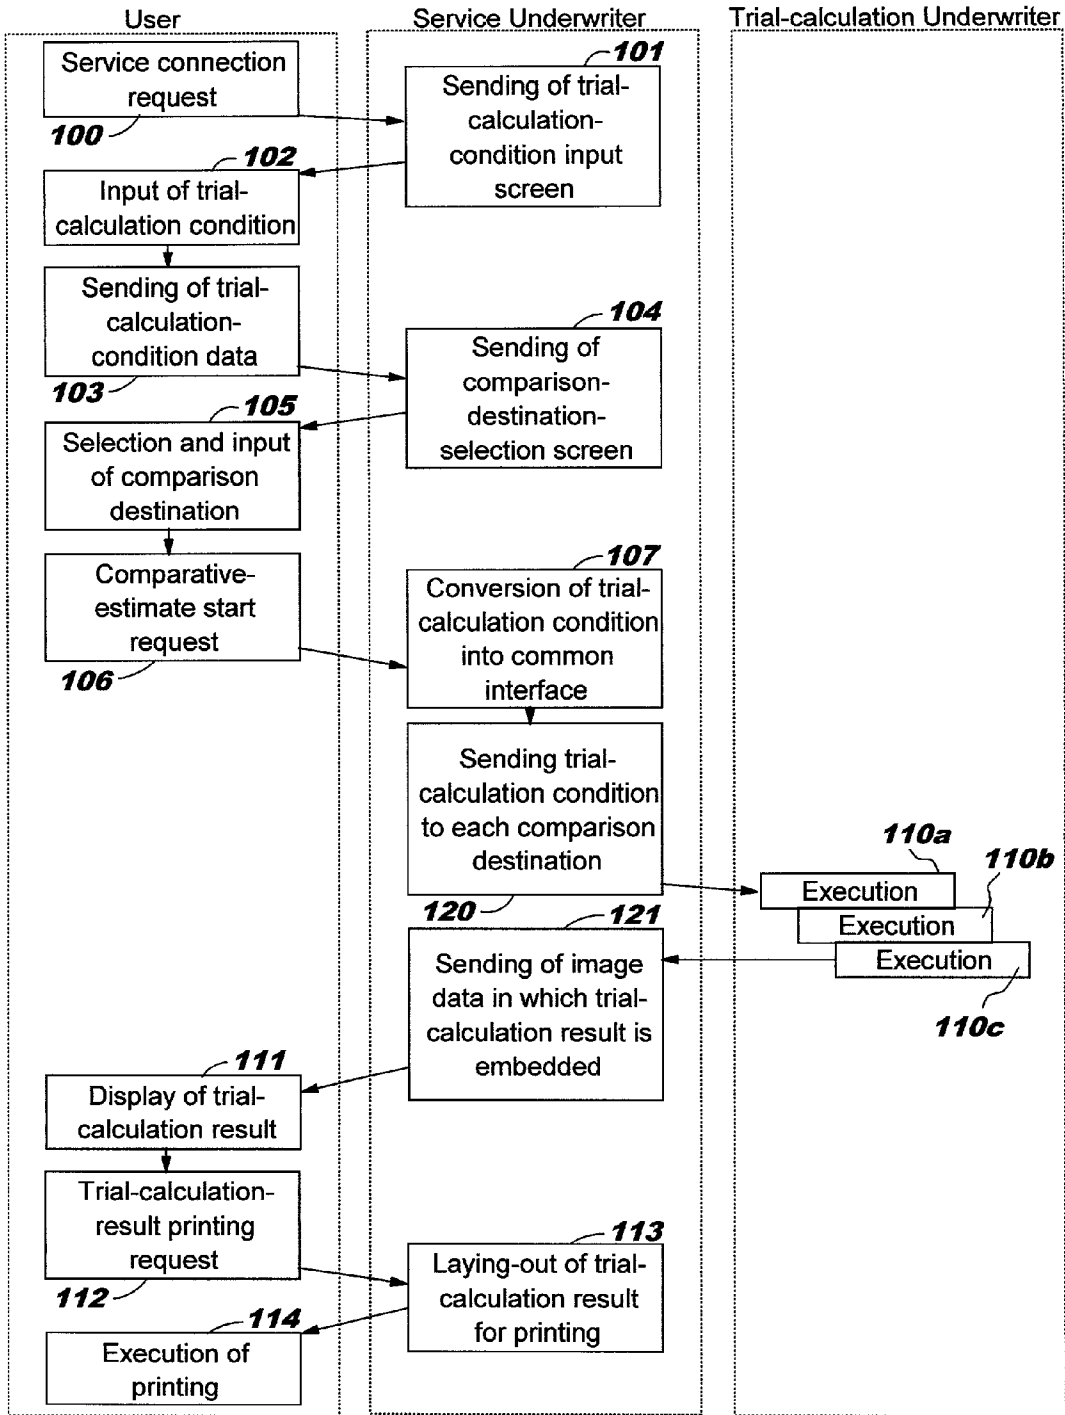 User
Service Underwriter
Trial-calculation Underwriter
Service connection
request
100
101
Sending of trial-
calculation-
condition input
screen
102
Input of trial-
calculation condition
Sending of trial-
calculation-
condition data
103
104
Sending of
comparison-
destination-
selection screen
105
Selection and input
of comparison
destination
Comparative-
estimate start
request
106
107
Conversion of trial-
calculation condition
into common
interface
Sending trial-
calculation condition
to each comparison
destination
120
110a
Execution
110b
Execution
Execution
110c
121
Sending of image
data in which trial-
calculation result is
embedded
111
Display of trial-
calculation result
Trial-calculation-
result printing
request
112
113
Laying-out of trial-
calculation result
for printing
114
Execution of
printing